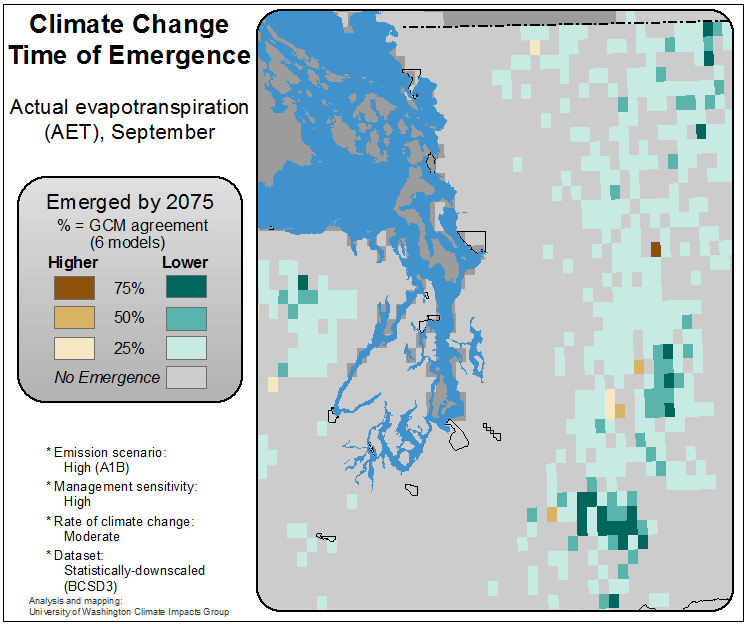 Climate Change
Time of Emergence
Actual evapotranspiration
(AET), September
Emerged by 2075
% = GCM agreement
(6 models)
Higher Lower
75%
50%
25%
No Emergence
* Emission scenario:
High (A1B)
* Management sensitivity:
High
* Rate of climate change:
Moderate
* Dataset:
Statistically-downscaled
(BCSD3)
Analysis and mapping:
University of Washington Climate Impacts Group